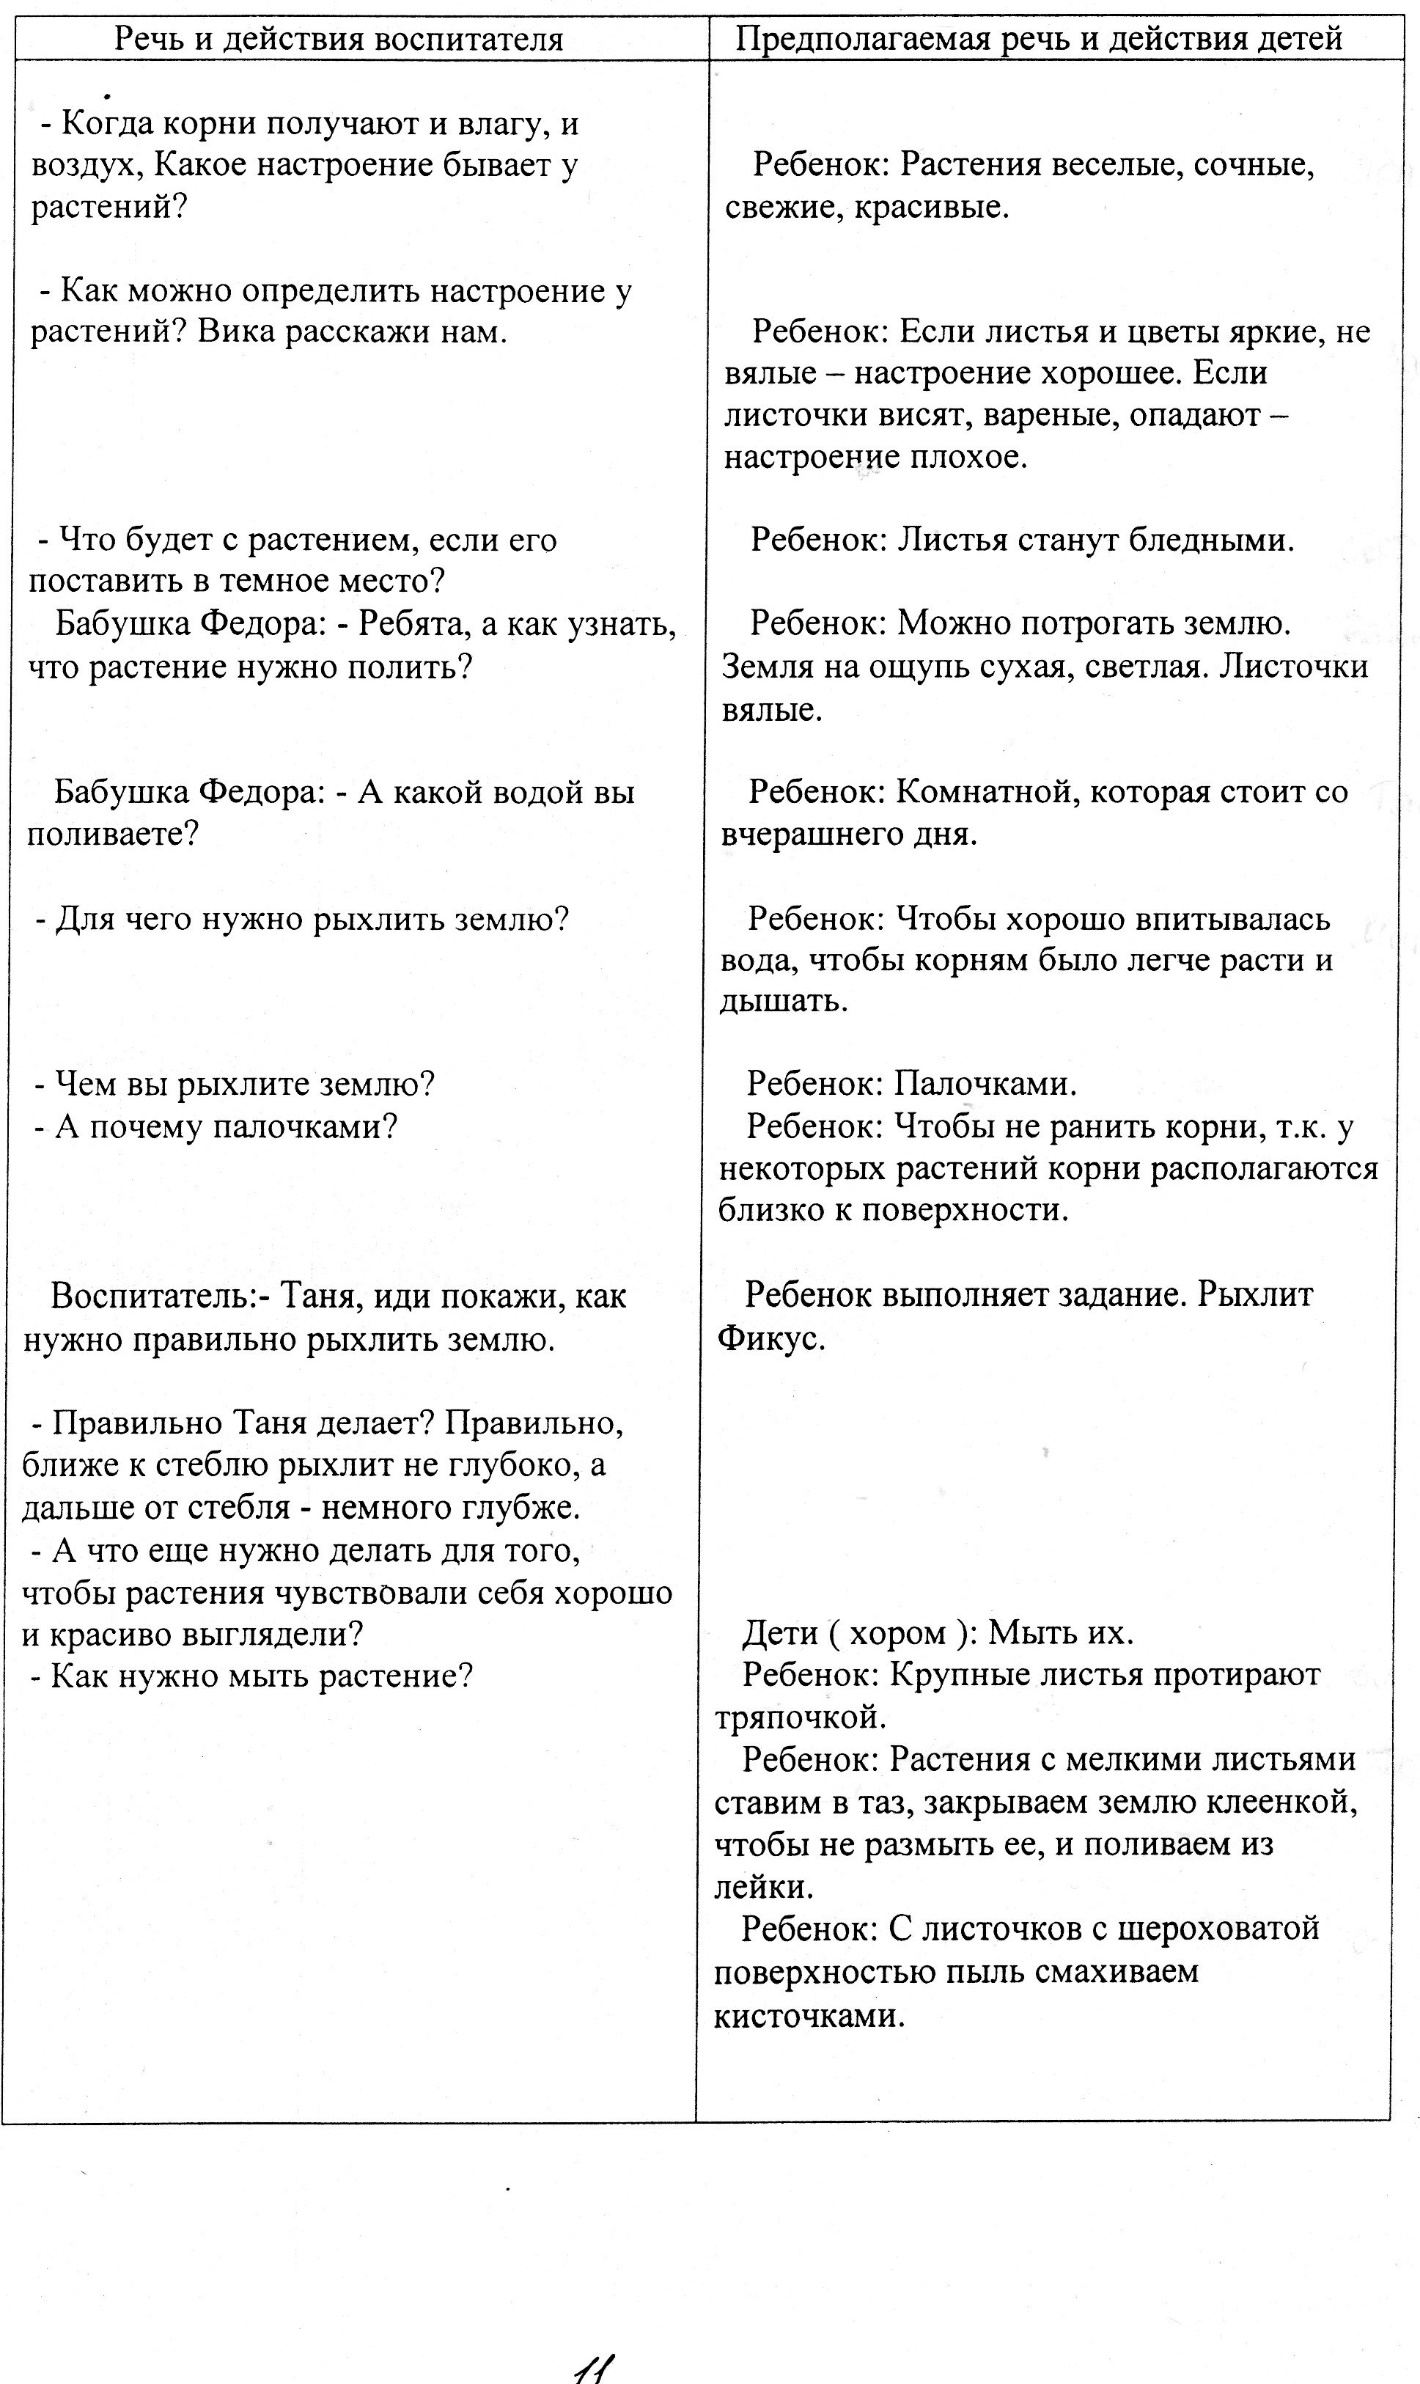 Речь и действия воспитателя
- Когда корни получают и влагу, и
воздух, Какое настроение бывает у
растений?
- Как можно определить настроение у
растений? Вика расскажи нам.
- Что будет с растением, если его
поставить в темное место?
Бабушка Федора: - Ребята, а как узнать,
что растение нужно полить?
Бабушка Федора: - А какой водой вы
поливаете?
- Для чего нужно рыхлить землю?
- Чем вы рыхлите землю?
- А почему палочками?
Воспитатель:- Таня, иди покажи, как
нужно правильно рыхлить землю.
- Правильно Таня делает? Правильно,
ближе к стеблю рыхлит не глубоко, а
дальше от стебля - немного глубже.
- А что еще нужно делать для того,
чтобы растения чувствовали себя хорошо
и красиво выглядели?
- Как нужно мыть растение?
Предполагаемая речь и действия детей
Ребенок: Растения веселые, сочные,
свежие, красивые.
Ребенок: Если листья и цветы яркие, не
вялые – настроение хорошее. Если
листочки висят, вареные, опадают –
настроение плохое.
Ребенок: Листья станут бледными.
Ребенок: Можно потрогать землю.
Земля на ощупь сухая, светлая. Листочки
вялые.
Ребенок: Комнатной, которая стоит со
вчерашнего дня.
Ребенок: Чтобы хорошо впитывалась
вода, чтобы корням было легче расти и
дышать.
Ребенок: Палочками.
Ребенок: Чтобы не ранить корни, т.к. у
некоторых растений корни располагаются
близко к поверхности.
Ребенок выполняет задание. Рыхлит
Фикус.
Дети ( хором ): Мыть их.
Ребенок: Крупные листья протирают
тряпочкой.
Ребенок: Растения с мелкими листьями
ставим в таз, закрываем землю клеенкой,
чтобы не размыть ее, и поливаем из
лейки.
Ребенок: С листочков с шероховатой
поверхностью пыль смахиваем
кисточками.
11